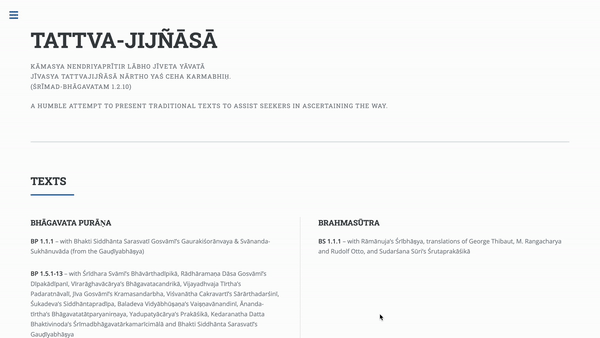 TATTVA-JIJÑĀSĀ
KĀMASYA NENDRIYAPRĪTIR LĀBHO JĪVETA YĀVATĀ
JĪVASYA TATTVAJIJÑĀSĀ NĀRTHO YAŚ CEHA KARMABHIḤ.
(ŚRĪMAD-BHĀGAVATAM 1.2.10)
A HUMBLE ATTEMPT TO PRESENT TRADITIONAL TEXTS TO ASSIST SEEKERS IN ASCERTAINING THE WAY.
TEXTS
BHĀGAVATA PURĀṆA
BP 1.1.1 – with Bhakti Siddhānta Sarasvatī Gosvāmī's Gaurakiśorānvaya & Svānanda-
Sukhānuvāda (from the Gauḍīyabhāṣya)
BP 1.5.1-13 – with Śrīdhara Svāmī's Bhāvārthadīpikā, Rādhāramaṇa Dāsa Gosvāmī's
Dīpakādīpanī, Vīrarāghavācārya's Bhāgavatacandrikā, Vijayadhvaja Tīrtha's
Padaratnāvalī, Jīva Gosvāmī's Kramasandarbha, Viśvanātha Cakravartī's Sārārthadarśinī,
Śukadeva's Siddhāntapradīpa, Baladeva Vidyābhūṣaṇa's Vaiṣṇavānandinī, Ānanda-
tīrtha's Bhāgavatatātparyanirṇaya, Yadupatyācārya's Prakāśikā, Kedaranatha Datta
Bhaktivinoda's Śrīmadbhāgavatārkamarīcimālā and Bhakti Siddhānta Sarasvatī's
Gauḍīyabhāṣya
BRAHMASŪTRA
BS 1.1.1 – with Rāmānuja's Śrībhāṣya, translations of George Thibaut, M. Rangacharya
and Rudolf Otto, and Sudarśana Sūri's Śrutaprakāśikā